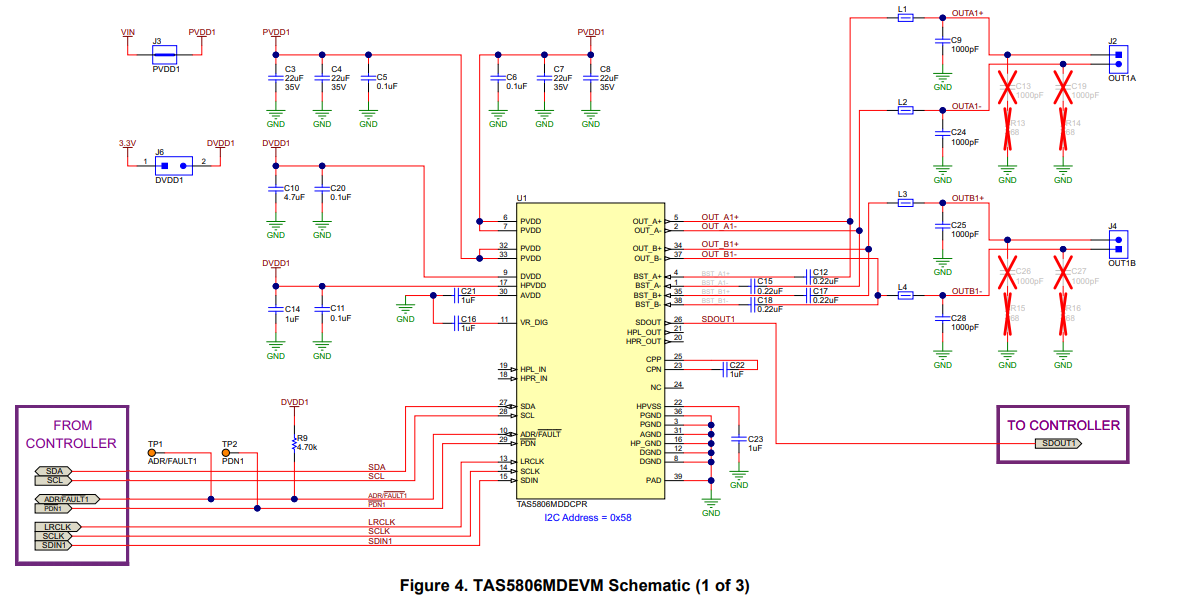 VIN
J3
PVDD1
PVDD1
PVDD1
C3
22uF
35V
C4
22uF
35V
C5
0.1uF
GND
GND
GND
PVDD1
C6
0.1uF
C7
22uF
35V
C8
22uF
35V
GND
GND
GND
L1
OUTA1+
C9
1000pF
GND
J2
OUT1A
C13
1000pF
R13
68
GND
C19
1000pF
R14
68
GND
L2
OUTA1-
C24
1000pF
GND
3.3V
J6
1
2
DVDD1
DVDD1
DVDD1
C10
4.7uF
C20
0.1uF
GND
GND
L3
OUTB1+
C25
1000pF
GND
J4
OUT1B
C26
1000pF
R15
68
GND
C27
1000pF
R16
68
GND
L4
OUTB1-
C28
1000pF
GND
DVDD1
C14
1uF
C11
0.1uF
GND
GND
GND
C21
1uF
C16
1uF
U1
6 PVDD
7 PVDD
32 PVDD
33 PVDD
9 DVDD
17 HPVDD
30 AVDD
11 VR_DIG
19 HPL_IN
18 HPR_IN
27 SDA
28 SCL
10 ADR/FAULT
29 PDN
13 LRCLK
14 SCLK
15 SDIN
OUT_A+ 5 OUT_A1+
OUT_A- 2 OUT_A1-
OUT_B+ 34 OUT_B1+
OUT_B- 37 OUT_B1-
BST_A+ 4 BST_A1+
BST_A- 1 BST_A1-
BST_B+ 35 BST_B1+
BST_B- 38 BST_B1-
C12
0.22uF
C15
0.22uF
C17
0.22uF
C18
0.22uF
SDOUT 26 SDOUT1
HPL_OUT 21
HPR_OUT 20
CPP 25
CPN 23
C22
1uF
NC 24
HPVSS 22
PGND 36
PGND 3
AGND 31
HP_GND 16
DGND 12
DGND 8
PAD 39
C23
1uF
GND
GND
TAS5806MDDCPR
I2C Address = 0x58
FROM
CONTROLLER
SDA
SCL
ADR/FAULT1
PDN1
LRCLK
SCLK
SDIN1
TP1
ADR/FAULT1
TP2
PDN1
DVDD1
R9
4.70k
SDA
SCL
ADR/FAULT1
PDN1
LRCLK
SCLK
SDIN1
TO CONTROLLER
SDOUT1
Figure 4. TAS5806MDEVM Schematic (1 of 3)